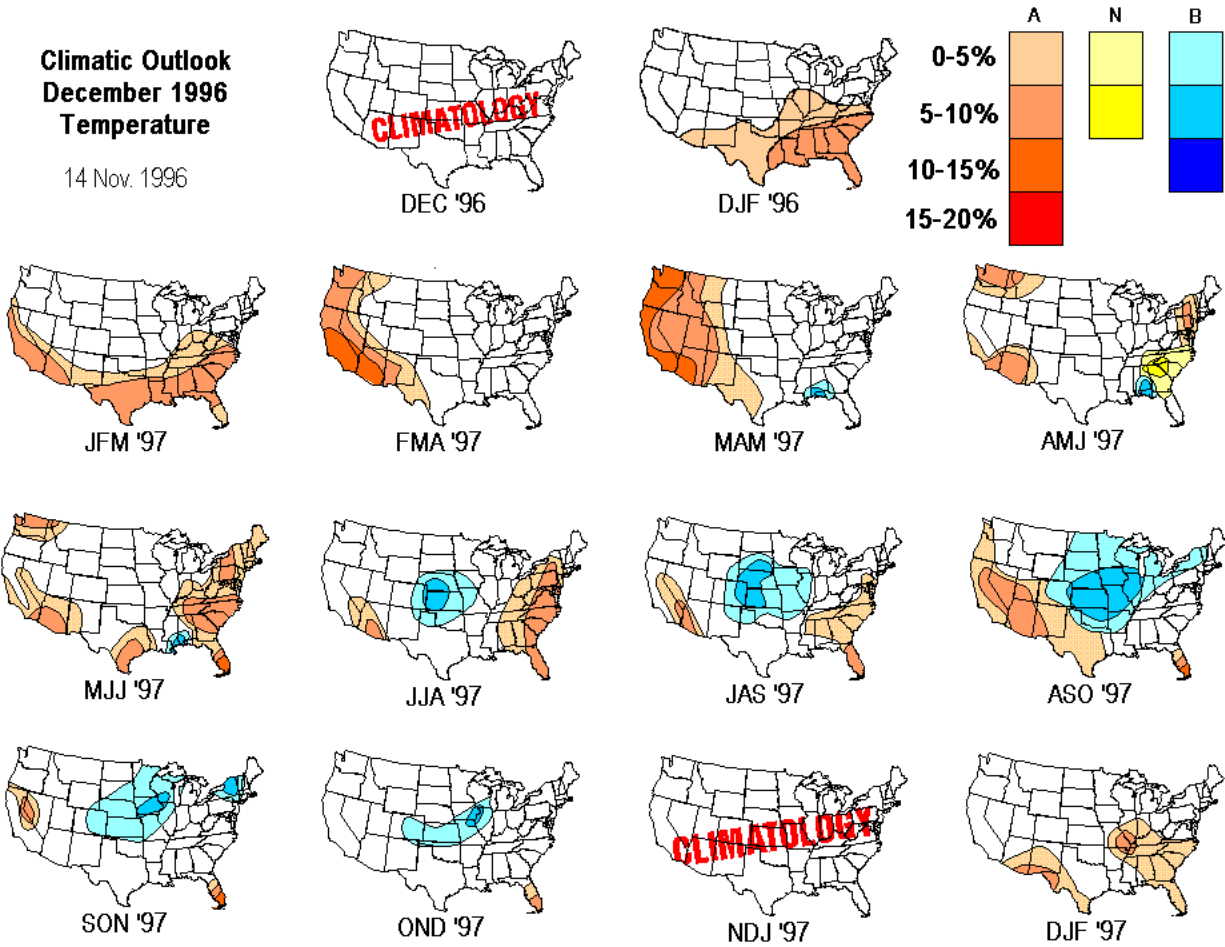 Climatic Outlook
December 1996
Temperature
14 Nov. 1996
CLIMATOLOGY
DEC '96
DJF '96
A N B
0-5%
5-10%
10-15%
15-20%
JFM '97
FMA '97
MAM '97
AMJ '97
MJJ '97
JJA '97
JAS '97
ASO '97
SON '97
OND '97
CLIMATOLOGY
NDJ '97
DJF '97